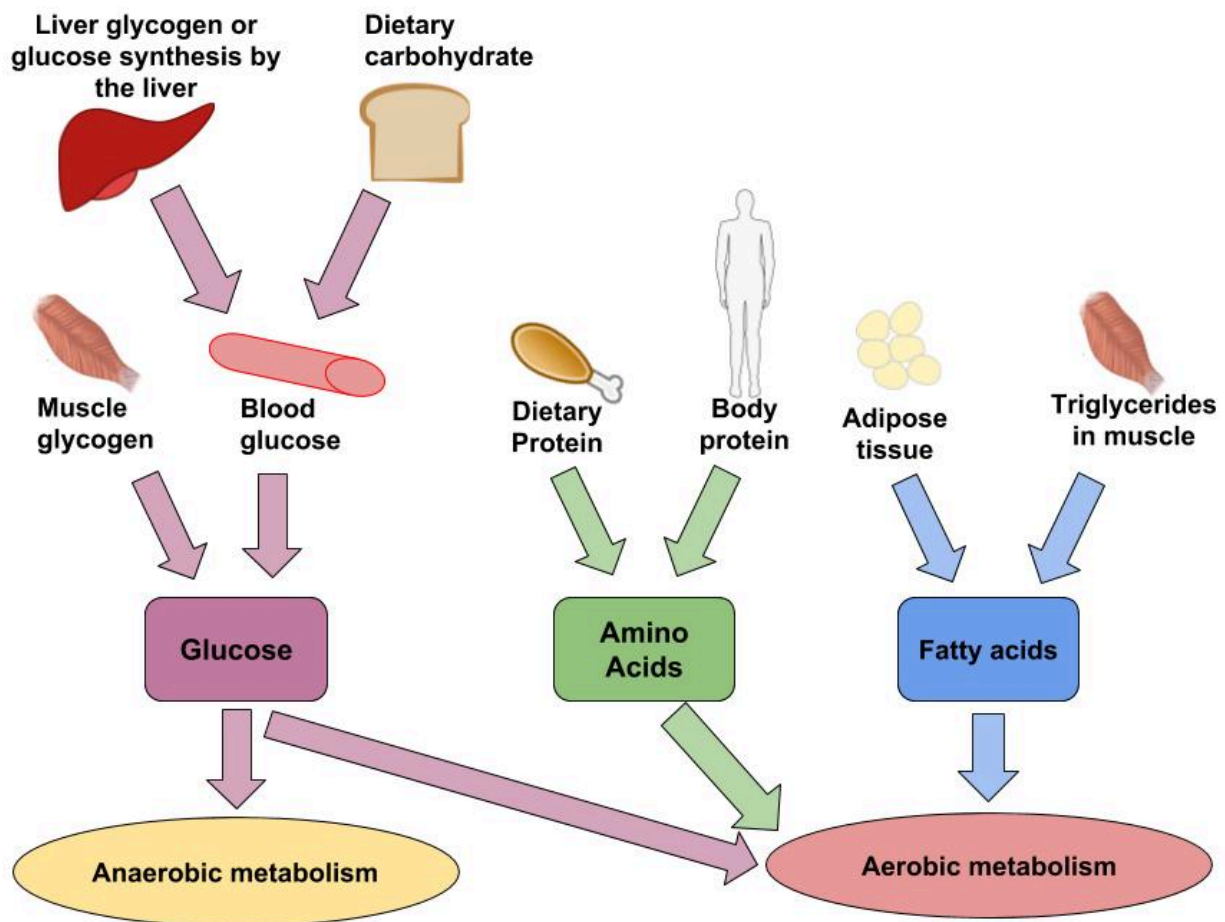 Liver glycogen or
glucose synthesis by
the liver
Dietary
carbohydrate
Muscle
glycogen
Blood
glucose
Dietary
Protein
Body
protein
Adipose
tissue
Triglycerides
in muscle
Glucose
Amino
Acids
Fatty acids
Anaerobic metabolism
Aerobic metabolism